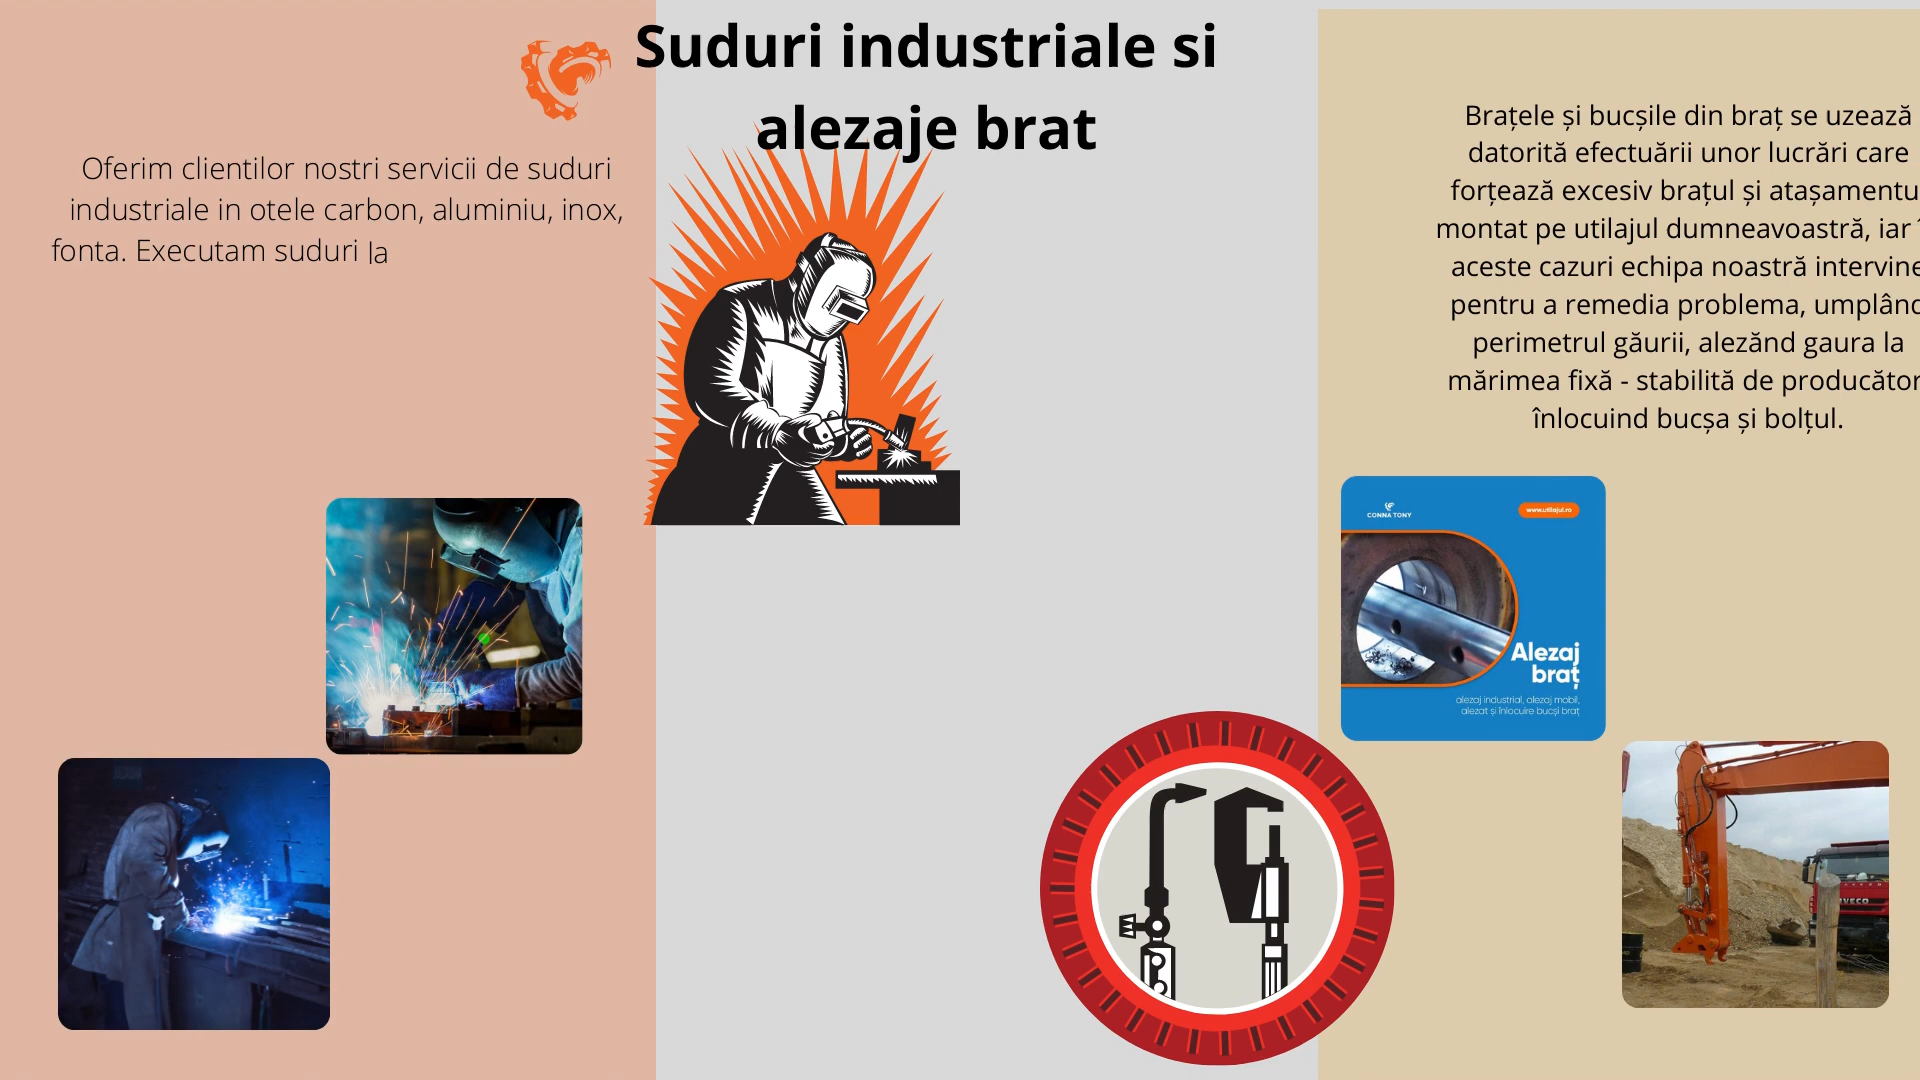 Suduri industriale si
alezaje brat
Oferim clientilor nostri servicii de suduri
industriale in otele carbon, aluminiu, inox,
fonta. Executam suduri la
Brațele și bucșile din braț se uzează
datorită efectuării unor lucrări care
forțează excesiv brațul și atașamentu
montat pe utilajul dumneavoastră, iar
aceste cazuri echipa noastră intervine
pentru a remedia problema, umplând
perimetrul găurii, alezănd gaura la
mărimea fixă - stabilită de producător
înlocuind bucșa și bolțul.
CONNA TONY
www.utilajul.ro
Alezaj
braț
alezaj industrial, alezaj mobil,
alezat și înlocuire bucși braț
IVECO